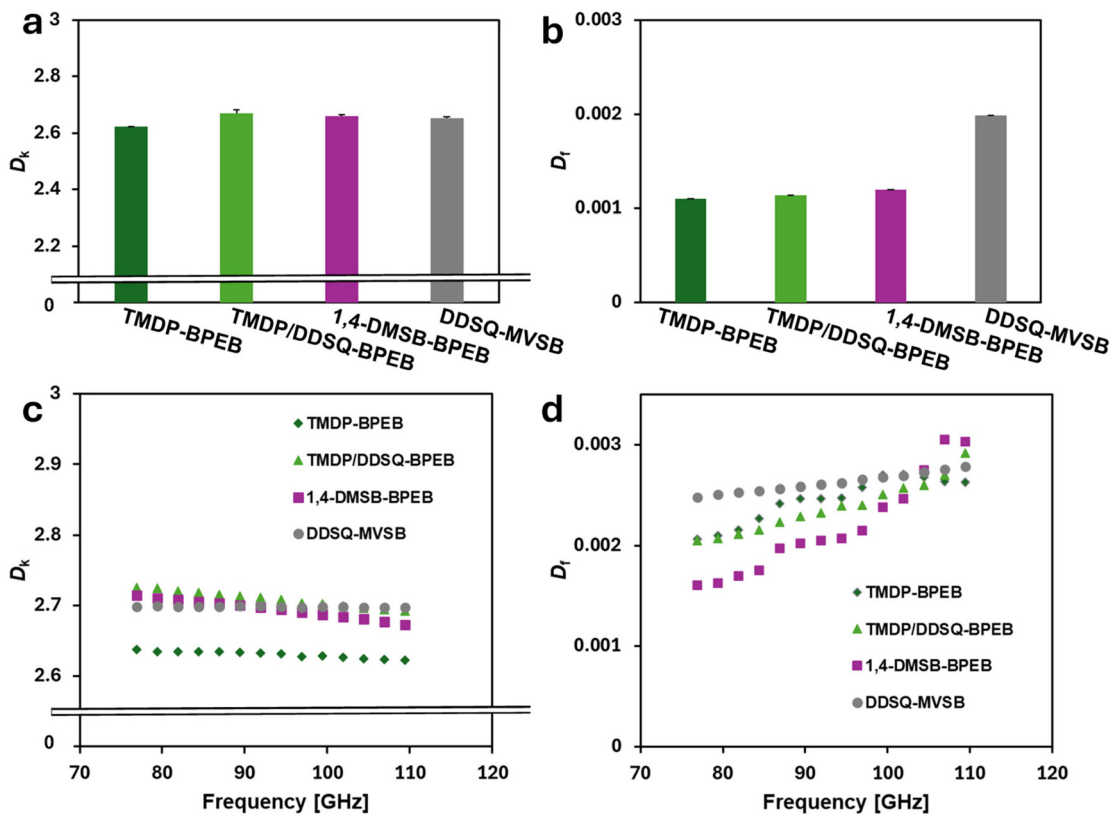 a
3
2.8
2.6
2.4
2.2
0
Dk
TMDP-BPEB
TMDP/DDSQ-BPEB
1,4-DMSB-BPEB
DDSQ-MVSB
b
0.003
0.002
0.001
0
Df
TMDP-BPEB
TMDP/DDSQ-BPEB
1,4-DMSB-BPEB
DDSQ-MVSB
c
3
2.9
2.8
2.7
2.6
0
Dk
TMDP-BPEB
TMDP/DDSQ-BPEB
1,4-DMSB-BPEB
DDSQ-MVSB
70 80 90 100 110 120
Frequency [GHz]
d
0.003
0.002
0.001
0
Df
TMDP-BPEB
TMDP/DDSQ-BPEB
1,4-DMSB-BPEB
DDSQ-MVSB
70 80 90 100 110 120
Frequency [GHz]